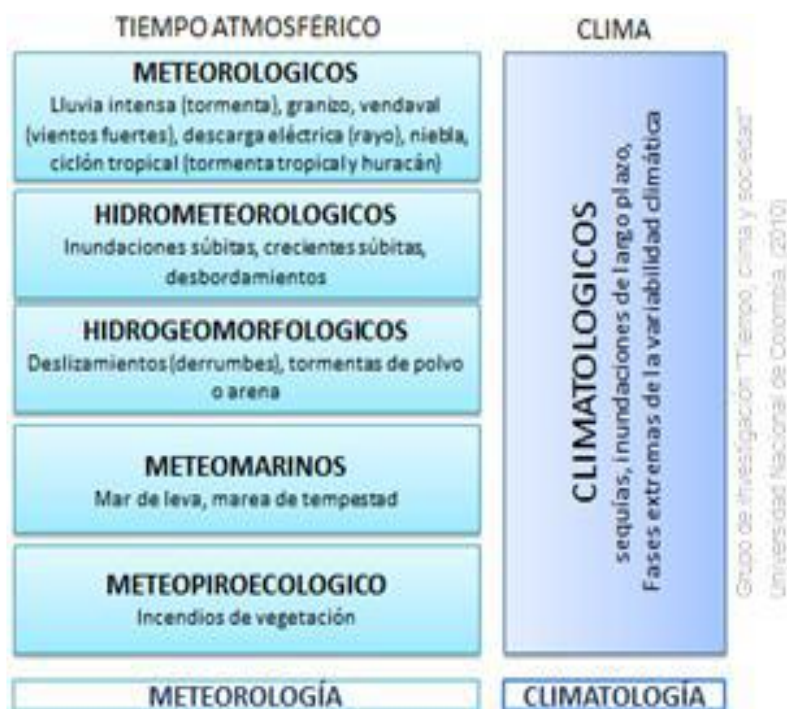 TIEMPO ATMOSFÉRICO
METEOROLOGICOS
Lluvia intensa (tormenta), granizo, vendaval
(vientos fuertes), descarga eléctrica (rayo), niebla,
ciclón tropical (tormenta tropical y huracán)
HIDROMETEOROLOGICOS
Inundaciones súbitas, crecientes súbitas,
desbordamientos
HIDROGEOMORFOLOGICOS
Deslizamientos (derrumbes), tormentas de polvo
o arena
METEOMARINOS
Mar de leva, marea de tempestad
METEOPIROECOLOGICO
Incendios de vegetación
METEOROLOGÍA
CLIMA
CLIMATOLOGICOS
sequías, inundaciones de largo plazo,
Fases extremas de la variabilidad climática
CLIMATOLOGÍA
Grupo de investigación "Tiempo, clima y sociedad"
Universidad Nacional de Colombia. (2010)